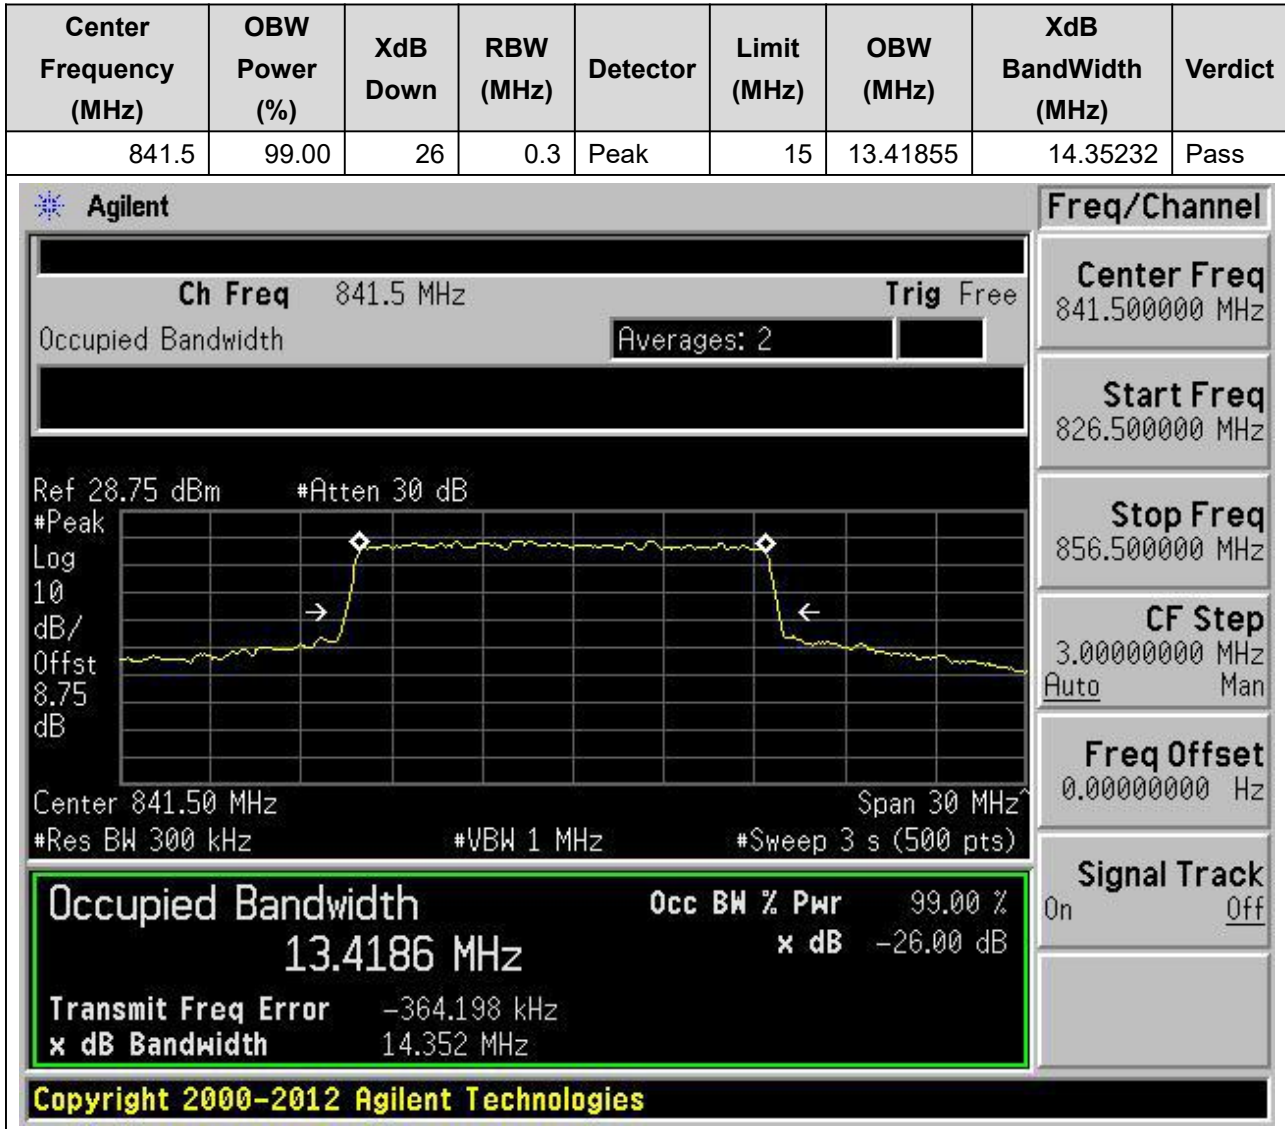 Center Frequency (MHz) OBW Power (%) XdB Down RBW (MHz) Detector Limit (MHz) OBW (MHz) XdB BandWidth (MHz) Verdict
841.5 99.00 26 0.3 Peak 15 13.41855 14.35232 Pass
Agilent
Freq/Channel
Ch Freq 841.5 MHz Trig Free
Occupied Bandwidth Averages: 2
Center Freq
841.500000 MHz
Start Freq
826.500000 MHz
Stop Freq
856.500000 MHz
CF Step
3.00000000 MHz
Auto Man
Freq Offset
0.00000000 Hz
Signal Track
On Off
Ref 28.75 dBm #Atten 30 dB
#Peak
Log
10
dB/
Offst
8.75
dB
Center 841.50 MHz Span 30 MHz^
#Res BW 300 kHz #VBW 1 MHz #Sweep 3 s (500 pts)
Occupied Bandwidth
13.4186 MHz
Occ BW % Pwr 99.00 %
x dB -26.00 dB
Transmit Freq Error -364.198 kHz
x dB Bandwidth 14.352 MHz
Copyright 2000-2012 Agilent Technologies